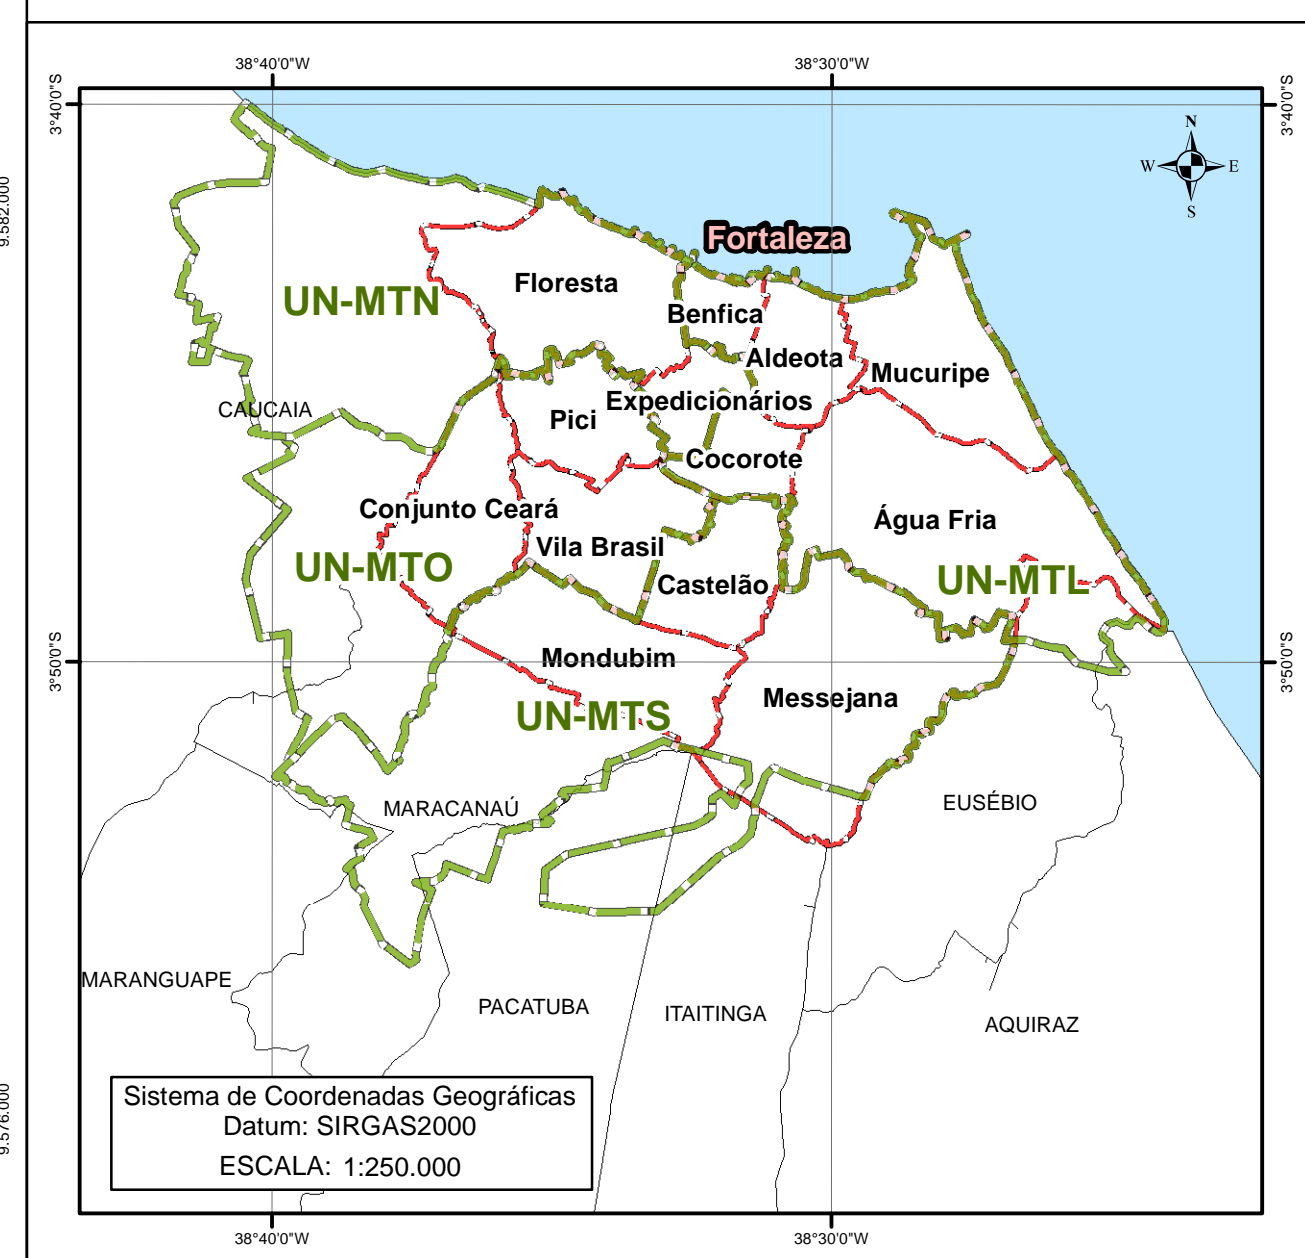 38°40'0"W
38°30'0"W
3°40'0"S
3°40'0"S
9.582.000
N
W
E
S
Fortaleza
Floresta
UN-MTN
Benfica
Aldeota
Mucuripe
CAUCAIA
Expedicionários
Pici
Cocorote
Conjunto Ceará
Água Fria
Vila Brasil
UN-MTO
Castelão
UN-MTL
3°50'0"S
3°50'0"S
Mondubim
Messejana
UN-MTS
MARACANAÚ
EUSÉBIO
MARANGUAPE
PACATUBA
ITAITINGA
AQUIRAZ
9.576.000
Sistema de Coordenadas Geográficas
Datum: SIRGAS2000
ESCALA: 1:250.000
38°40'0"W
38°30'0"W